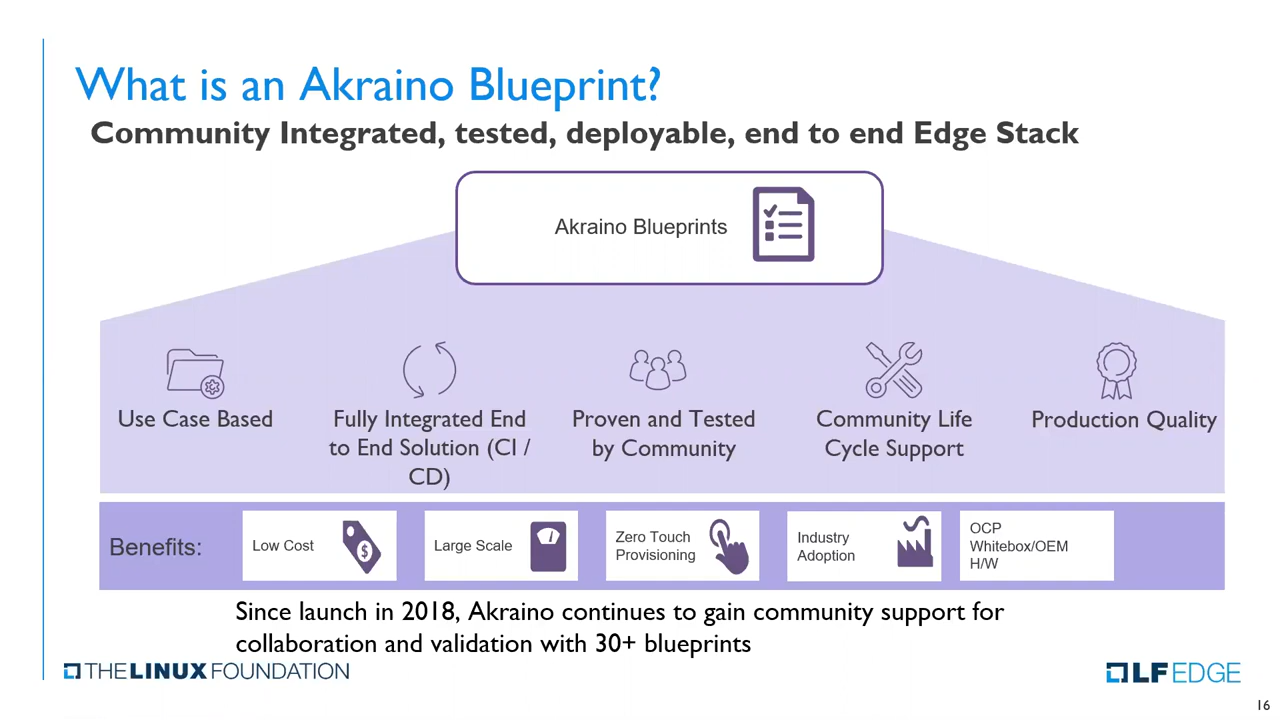 What is an Akraino Blueprint?
Community Integrated, tested, deployable, end to end Edge Stack
Akraino Blueprints
Use Case Based
Fully Integrated End
to End Solution (CI /
CD)
Proven and Tested
by Community
Community Life
Cycle Support
Production Quality
Benefits:
Low Cost
Large Scale
Zero Touch
Provisioning
Industry
Adoption
OCP
Whitebox/OEM
H/W
Since launch in 2018, Akraino continues to gain community support for
collaboration and validation with 30+ blueprints
THE LINUX FOUNDATION
LF EDGE
16